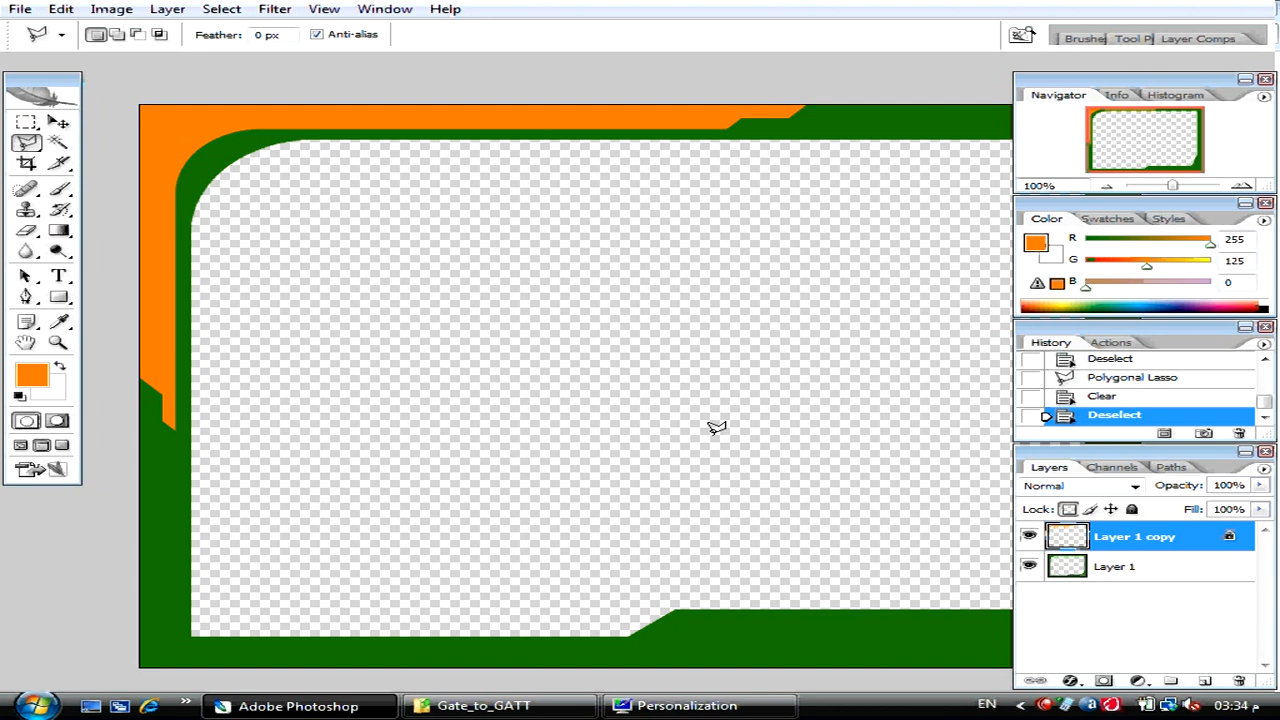 File Edit Image Layer Select Filter View Window Help
Feather: 0 px Anti-alias
Brushe Tool P Layer Comps
Navigator Info Histogram
100%
Color Swatches Styles
R 255
G 125
B 0
History Actions
Deselect
Polygonal Lasso
Clear
Deselect
Layers Channels Paths
Normal Opacity: 100%
Lock: Fill: 100%
Layer 1 copy
Layer 1
T
Adobe Photoshop Gate_to_GATT Personalization EN 03:34 م